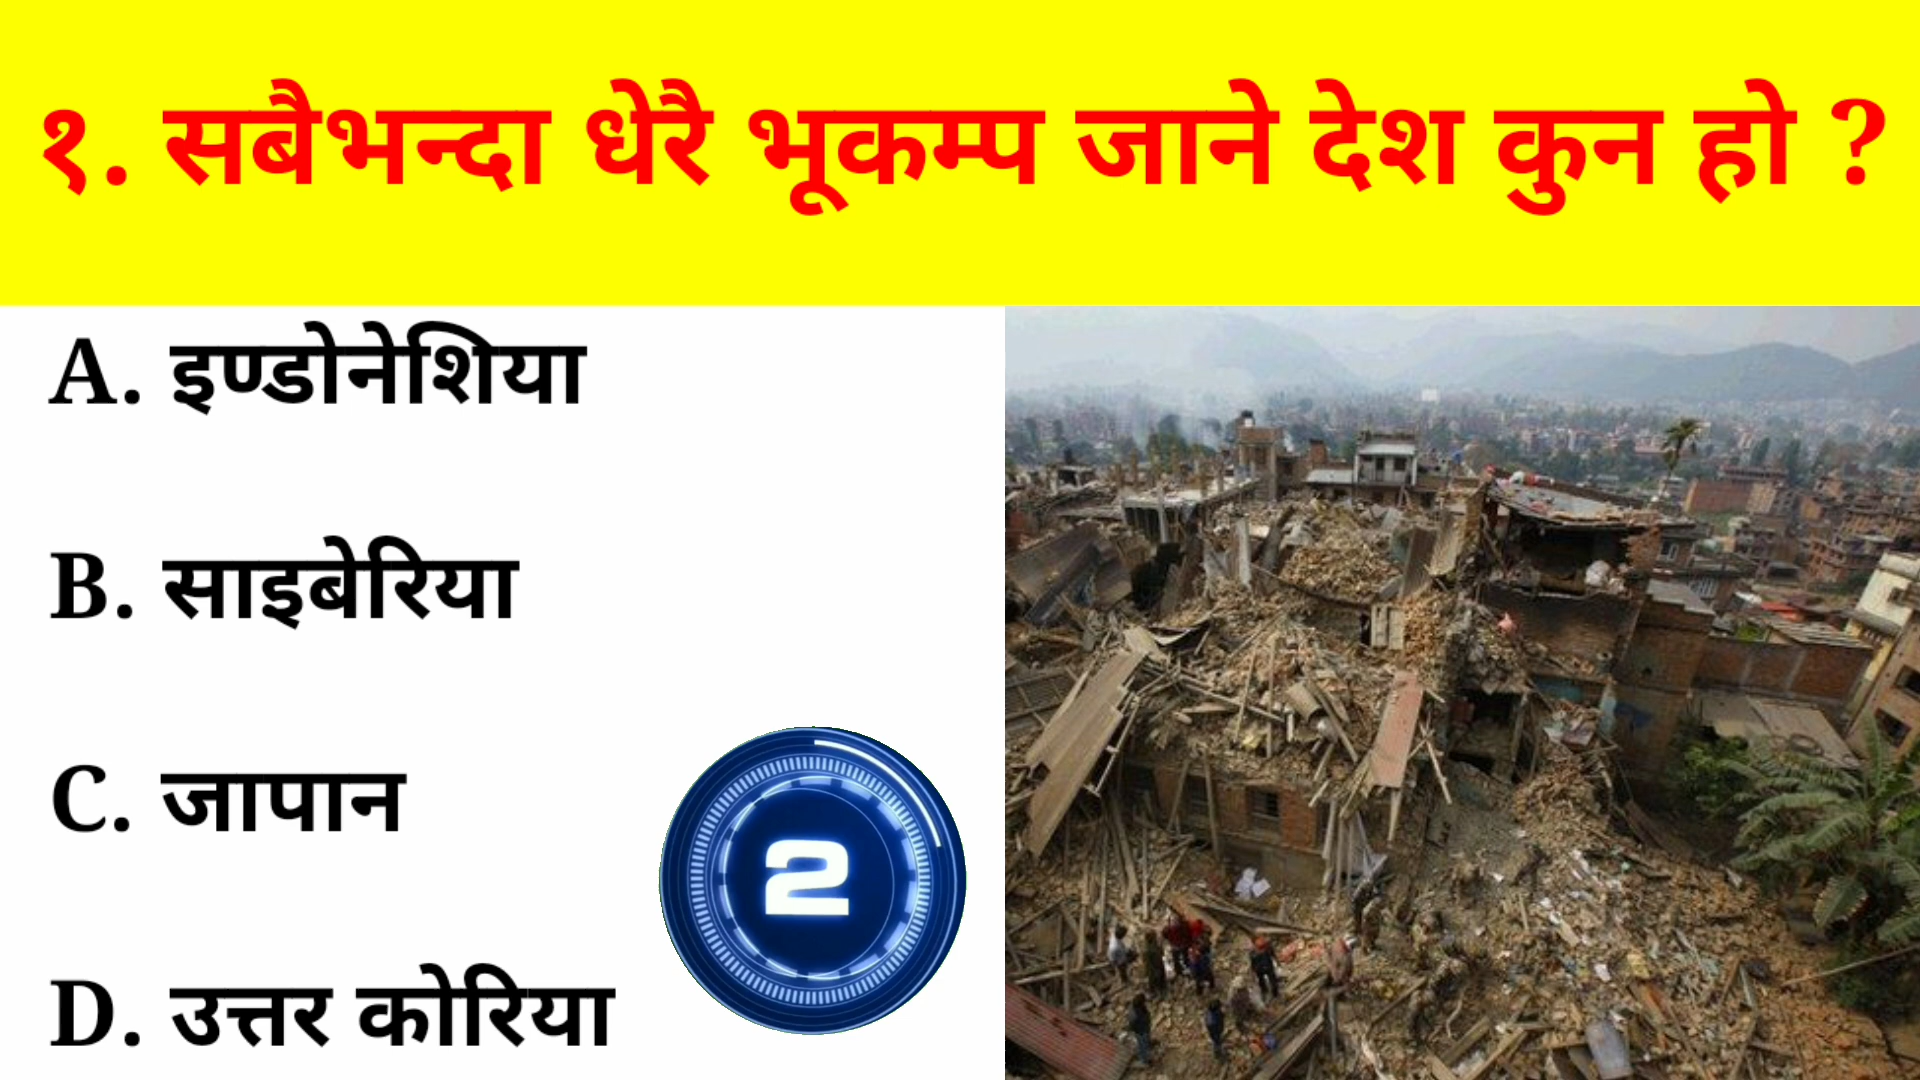 १. सबैभन्दा धेरै भूकम्प जाने देश कुन हो ?
A. इण्डोनेशिया
B. साइबेरिया
C. जापान
2
D. उत्तर कोरिया